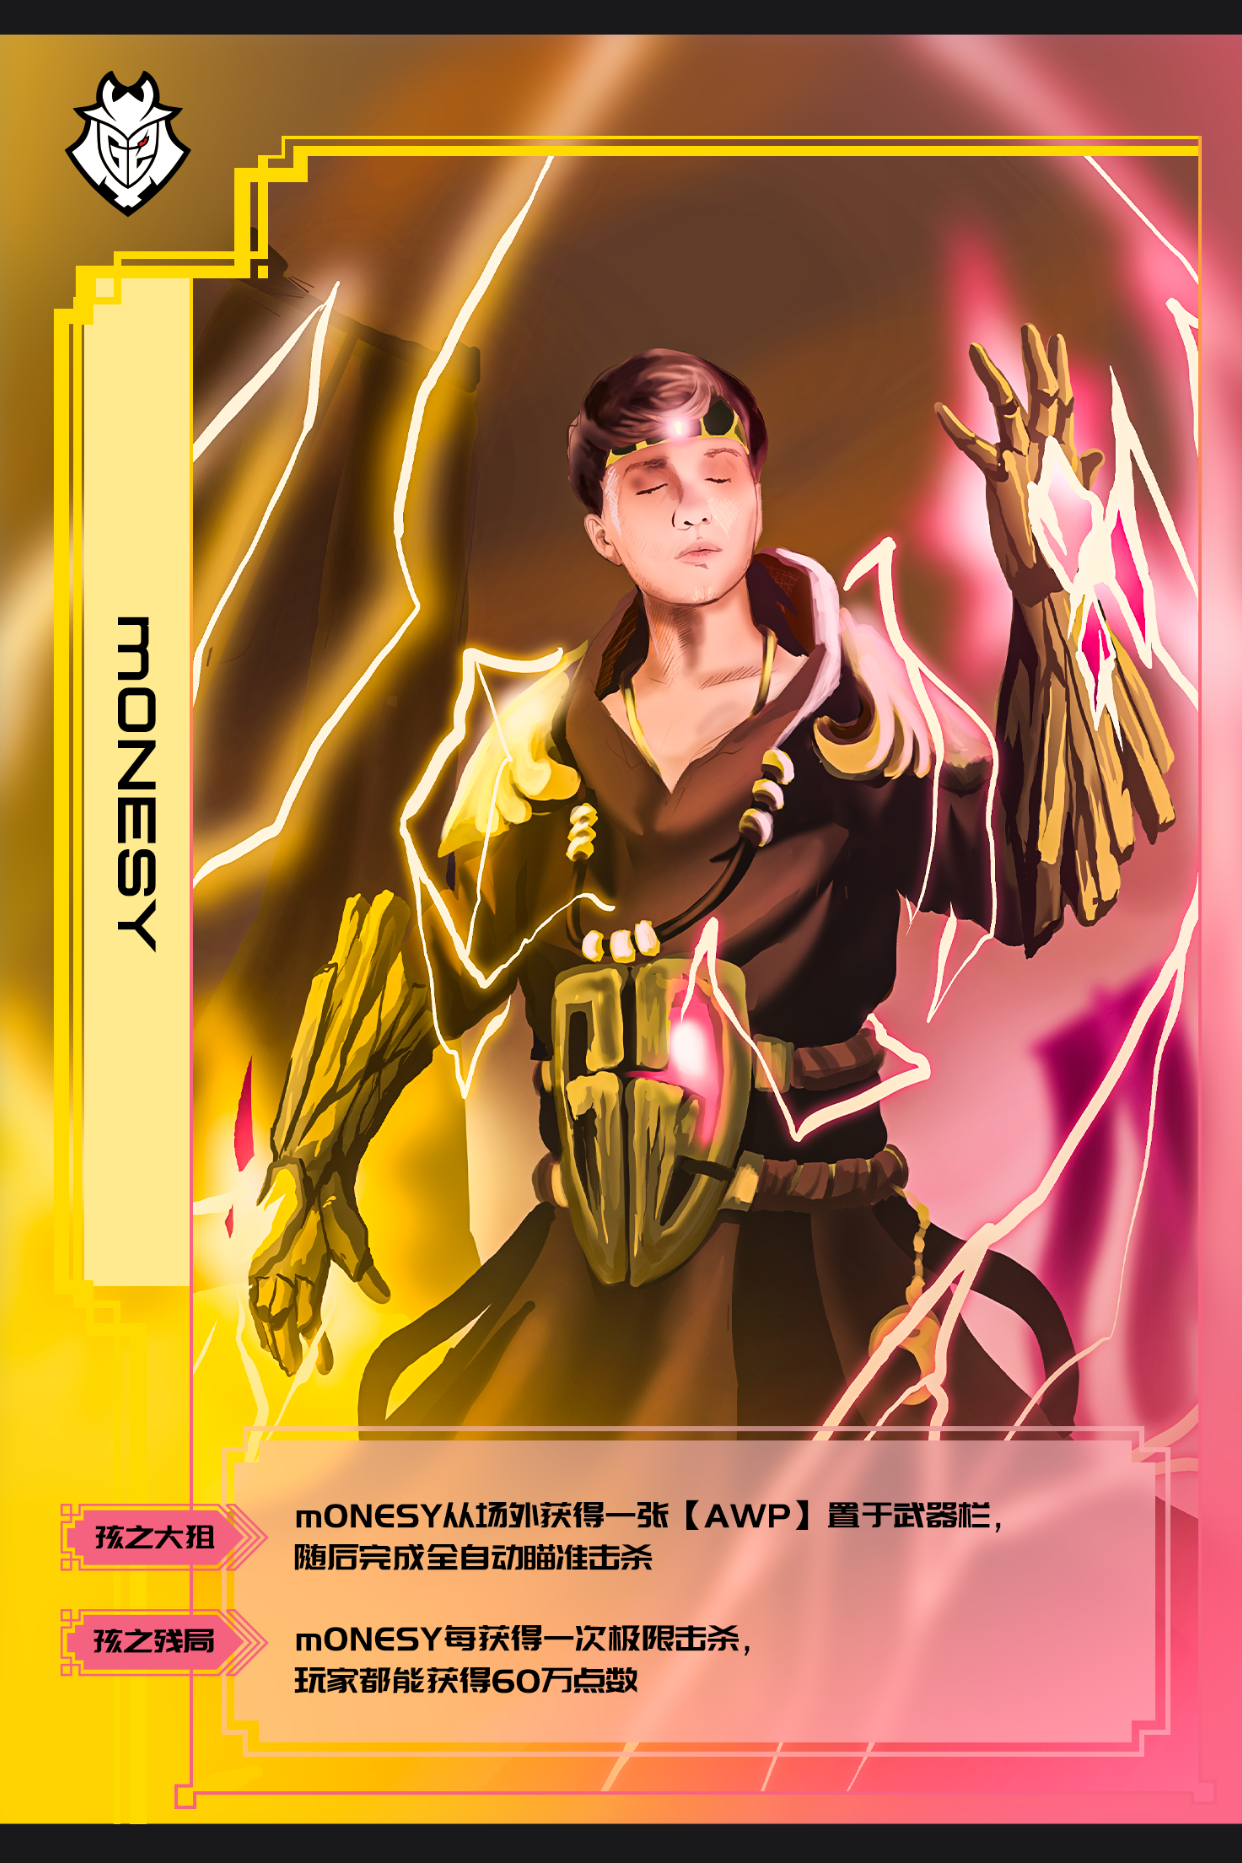 G2
mONESY
孩之大狙
mONESY从场外获得一张【AWP】置于武器栏，
随后完成全自动瞄准击杀
孩之残局
mONESY每获得一次极限击杀，
玩家都能获得60万点数